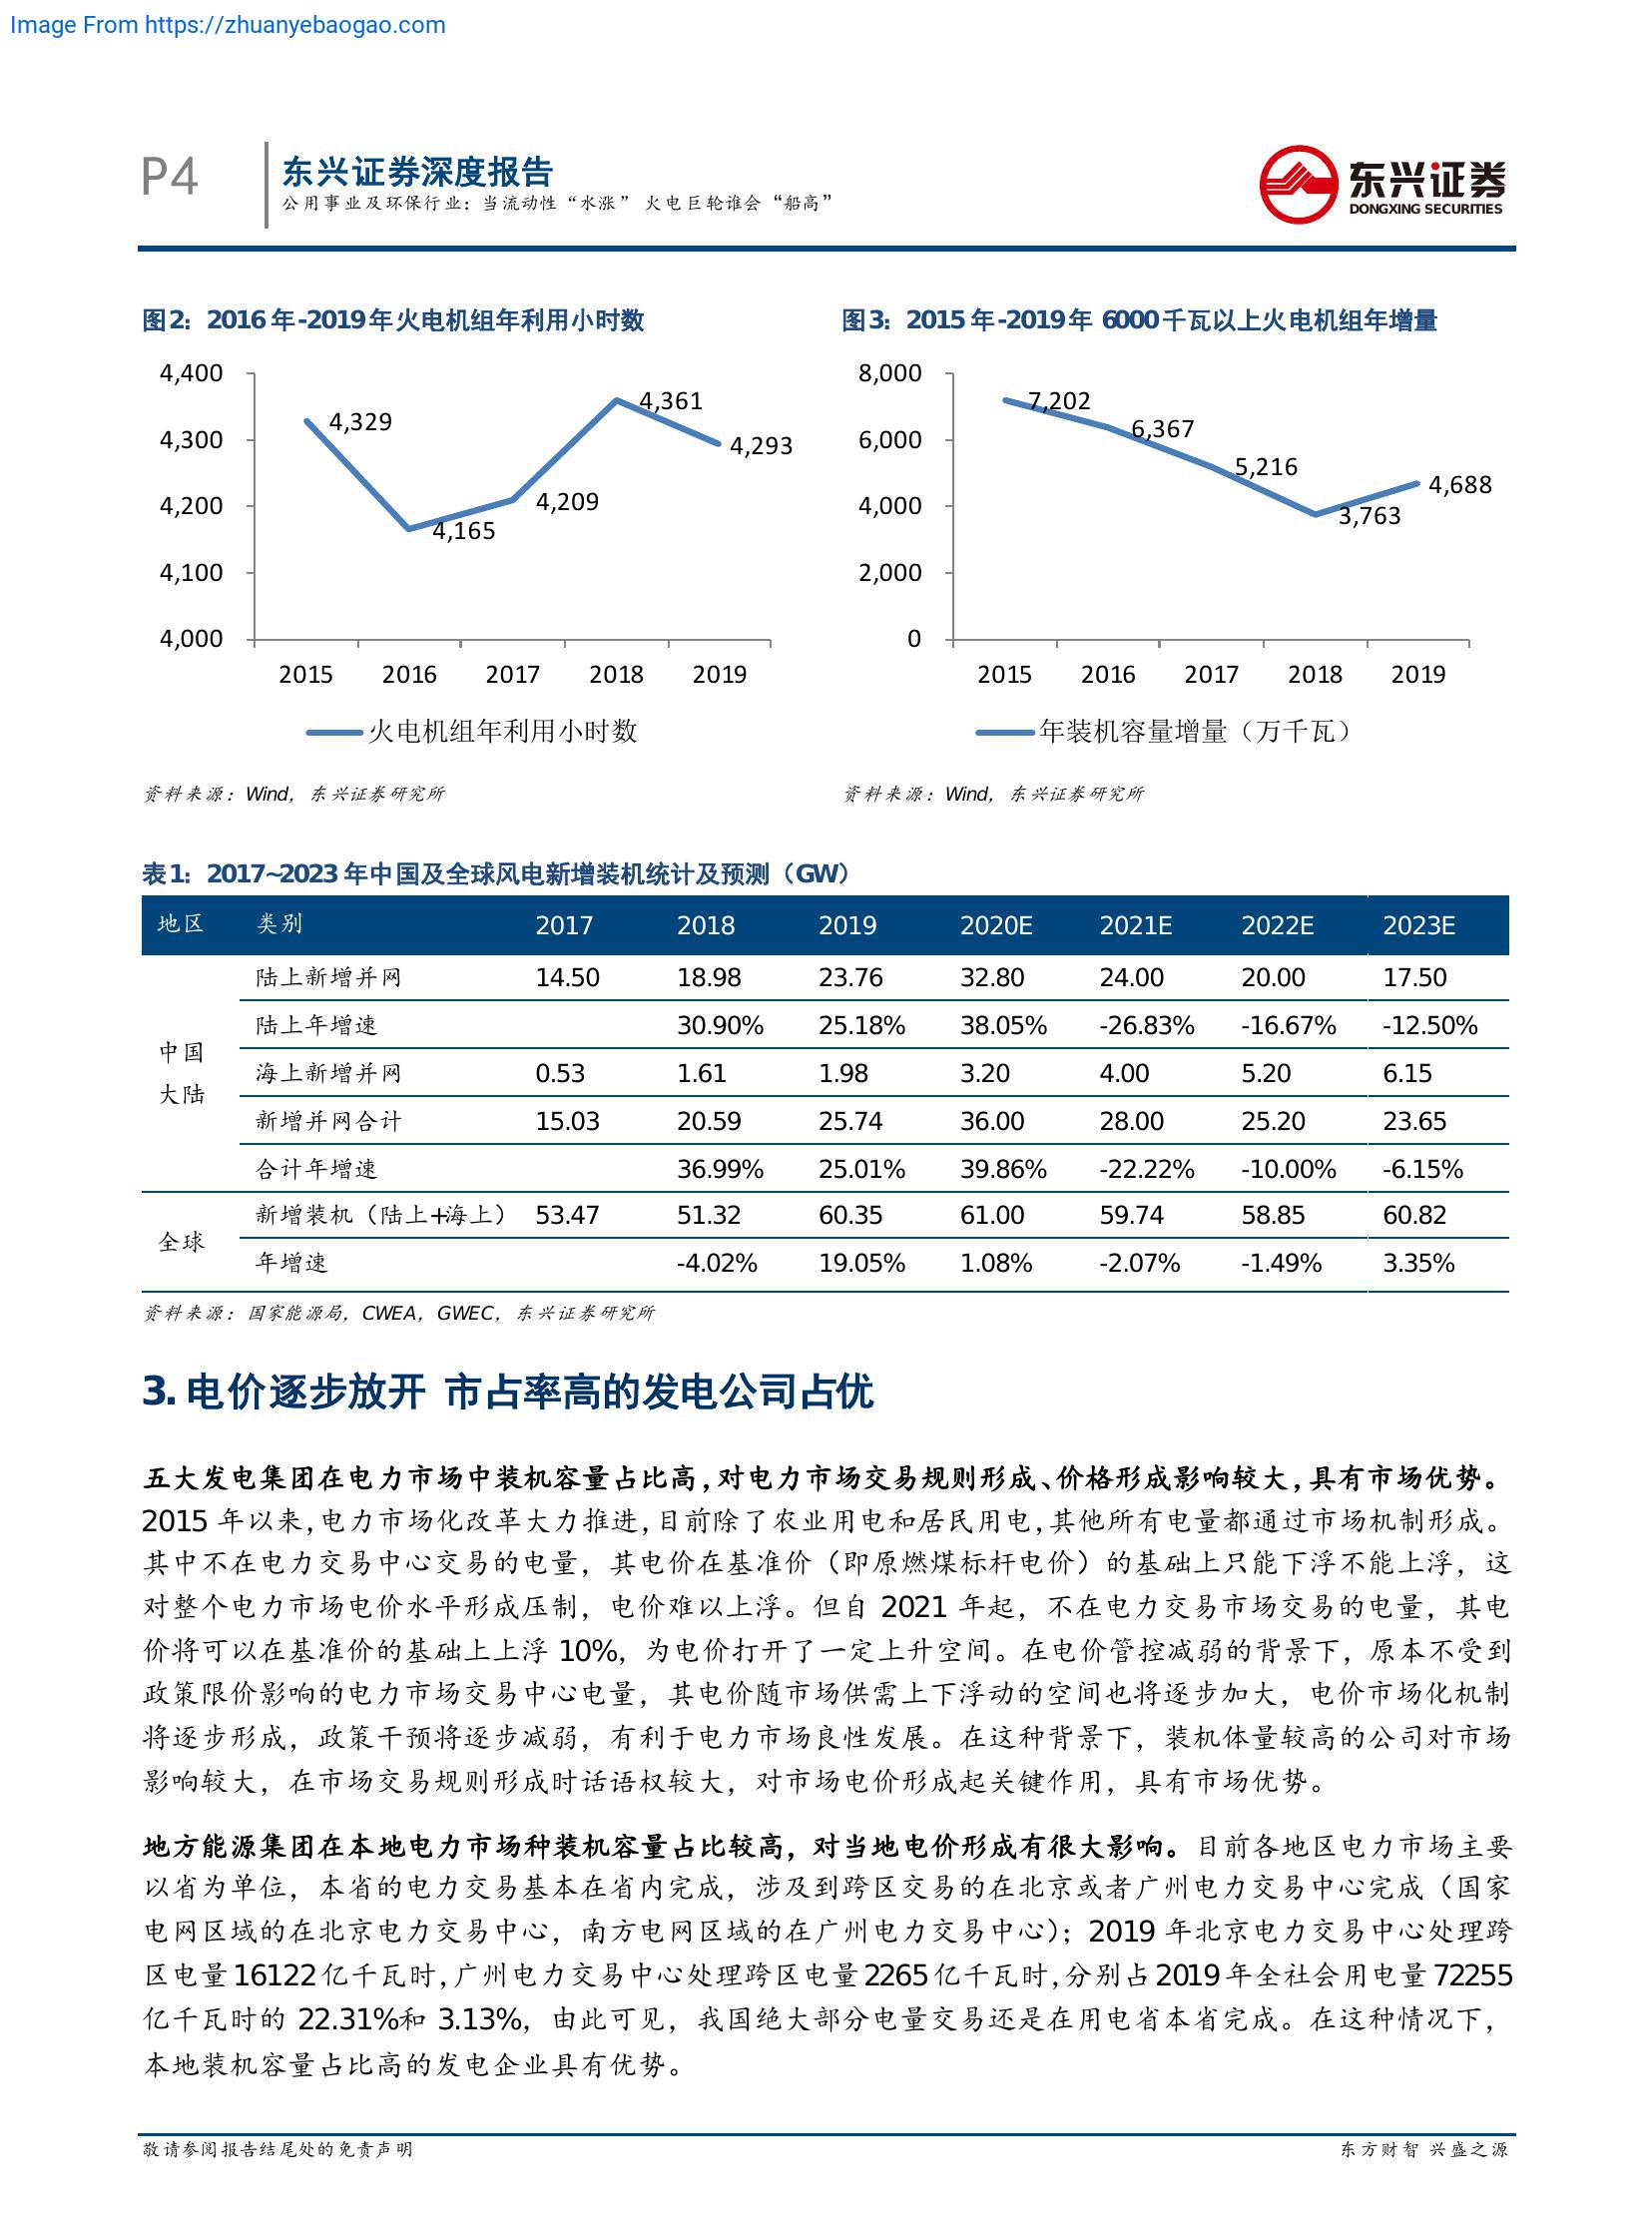 Image From https://zhuanyebaogao.com
P4
东兴证券深度报告
公用事业及环保行业：当流动性“水涨” 火电巨轮谁会“船高”
东兴证券
DONGXING SECURITIES
图2：2016年-2019年火电机组年利用小时数
4,400
4,300
4,200
4,100
4,000
4,329
4,165
4,209
4,361
4,293
2015 2016 2017 2018 2019
火电机组年利用小时数
资料来源：Wind，东兴证券研究所
图3：2015年-2019年 6000千瓦以上火电机组年增量
8,000
6,000
4,000
2,000
0
7,202
6,367
5,216
3,763
4,688
2015 2016 2017 2018 2019
年装机容量增量（万千瓦）
资料来源：Wind，东兴证券研究所
表1：2017~2023年中国及全球风电新增装机统计及预测（GW）
地区 类别 2017 2018 2019 2020E 2021E 2022E 2023E
陆上新增并网 14.50 18.98 23.76 32.80 24.00 20.00 17.50
陆上年增速 30.90% 25.18% 38.05% -26.83% -16.67% -12.50%
中国
大陆
海上新增并网 0.53 1.61 1.98 3.20 4.00 5.20 6.15
新增并网合计 15.03 20.59 25.74 36.00 28.00 25.20 23.65
合计年增速 36.99% 25.01% 39.86% -22.22% -10.00% -6.15%
全球
新增装机（陆上+海上） 53.47 51.32 60.35 61.00 59.74 58.85 60.82
年增速 -4.02% 19.05% 1.08% -2.07% -1.49% 3.35%
资料来源：国家能源局，CWEA，GWEC，东兴证券研究所
3. 电价逐步放开 市占率高的发电公司占优
五大发电集团在电力市场中装机容量占比高，对电力市场交易规则形成、价格形成影响较大，具有市场优势。
2015 年以来，电力市场化改革大力推进，目前除了农业用电和居民用电，其他所有电量都通过市场机制形成。
其中不在电力交易中心交易的电量，其电价在基准价（即原燃煤标杆电价）的基础上只能下浮不能上浮，这
对整个电力市场电价水平形成压制，电价难以上浮。但自 2021 年起，不在电力交易市场交易的电量，其电
价将可以在基准价的基础上上浮 10%，为电价打开了一定上升空间。在电价管控减弱的背景下，原本不受到
政策限价影响的电力市场交易中心电量，其电价随市场供需上下浮动的空间也将逐步加大，电价市场化机制
将逐步形成，政策干预将逐步减弱，有利于电力市场良性发展。在这种背景下，装机体量较高的公司对市场
影响较大，在市场交易规则形成时话语权较大，对市场电价形成起关键作用，具有市场优势。
地方能源集团在本地电力市场种装机容量占比较高，对当地电价形成有很大影响。目前各地区电力市场主要
以省为单位，本省的电力交易基本在省内完成，涉及到跨区交易的在北京或者广州电力交易中心完成（国家
电网区域的在北京电力交易中心，南方电网区域的在广州电力交易中心）；2019 年北京电力交易中心处理跨
区电量16122亿千瓦时，广州电力交易中心处理跨区电量2265亿千瓦时，分别占2019年全社会用电量72255
亿千瓦时的 22.31%和 3.13%，由此可见，我国绝大部分电量交易还是在用电省本省完成。在这种情况下，
本地装机容量占比高的发电企业具有优势。
敬请参阅报告结尾处的免责声明
东方财智 兴盛之源